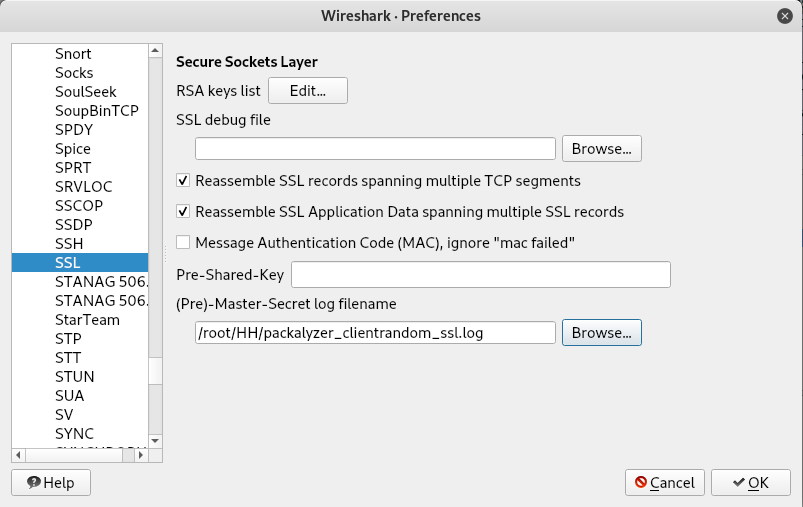 Wireshark · Preferences
Snort
Socks
SoulSeek
SoupBinTCP
SPDY
Spice
SPRT
SRVLOC
SSCOP
SSDP
SSH
SSL
STANAG 506.
STANAG 506.
StarTeam
STP
STT
STUN
SUA
SV
SYNC
Secure Sockets Layer
RSA keys list Edit...
SSL debug file
Browse...
Reassemble SSL records spanning multiple TCP segments
Reassemble SSL Application Data spanning multiple SSL records
Message Authentication Code (MAC), ignore "mac failed"
Pre-Shared-Key
(Pre)-Master-Secret log filename
/root/HH/packalyzer_clientrandom_ssl.log Browse...
Help Cancel OK